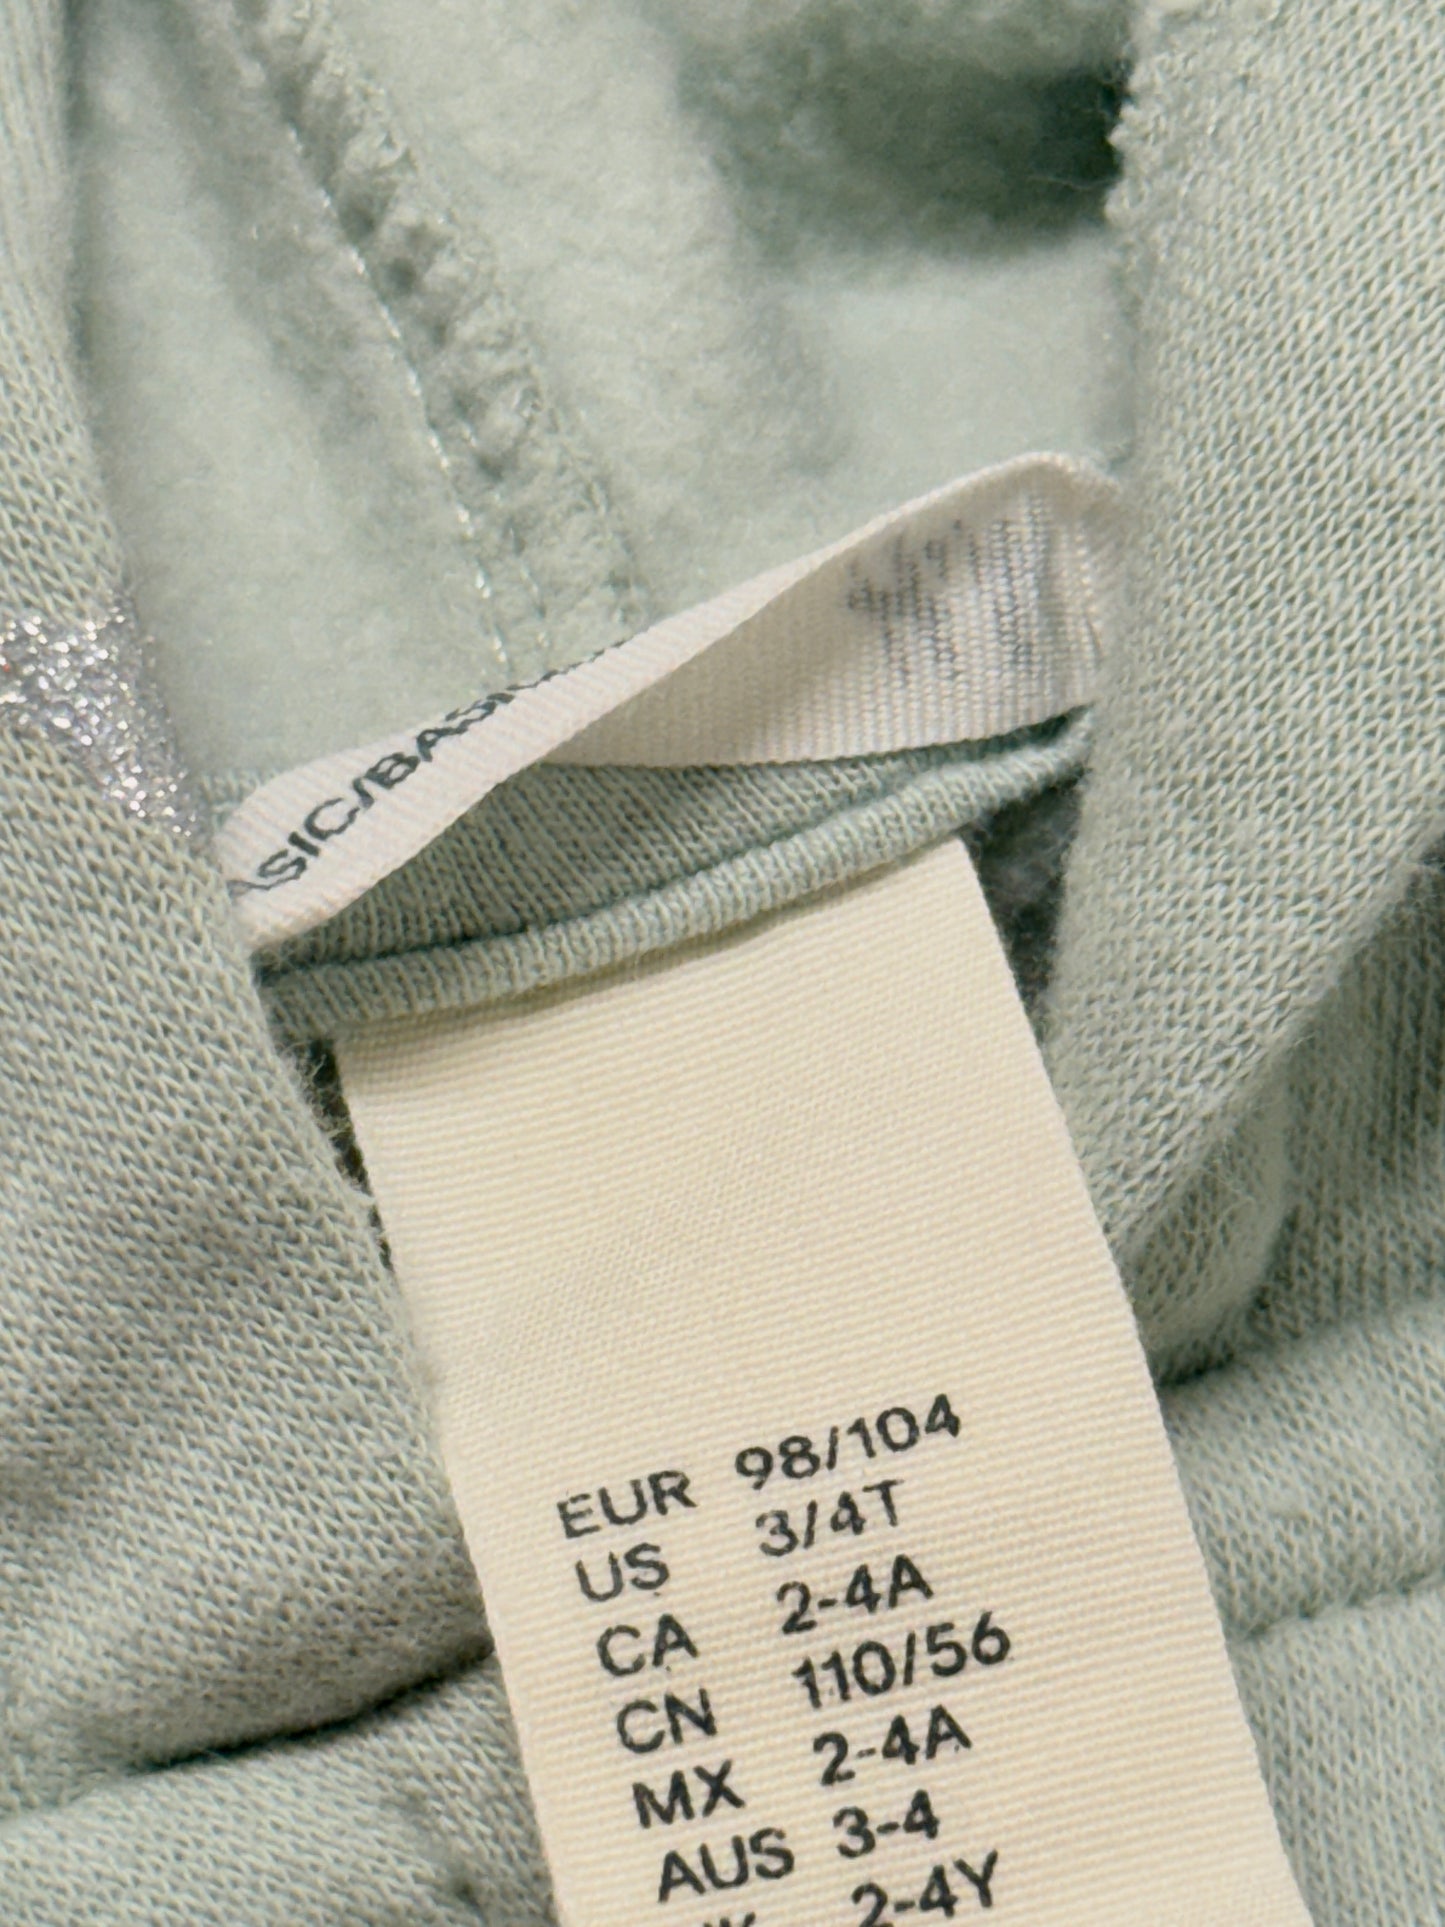 ASIC/BASIC
EUR 98/104
US 3/4T
CA 2-4A
CN 110/56
MX 2-4A
AUS 3-4
2-4Y